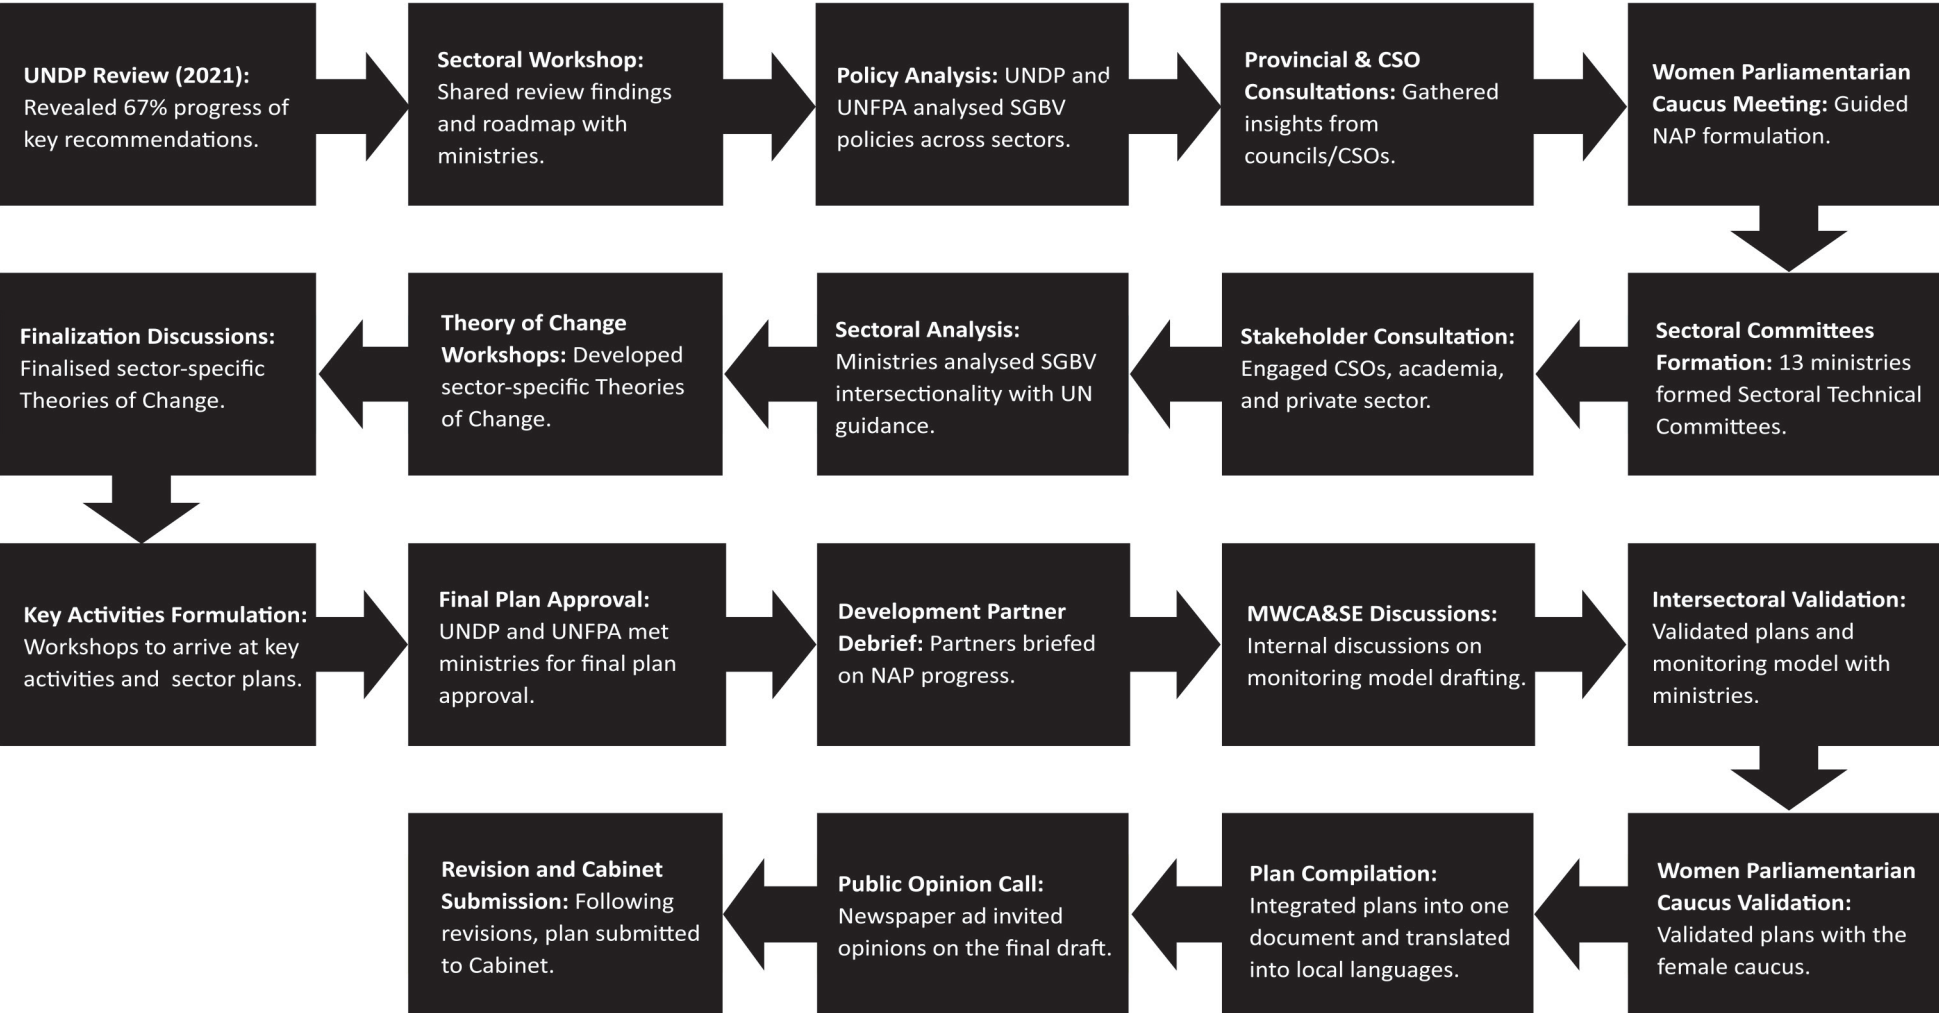 UNDP Review (2021):
Revealed 67% progress of
key recommendations.
Sectoral Workshop:
Shared review findings
and roadmap with
ministries.
Policy Analysis: UNDP and
UNFPA analysed SGBV
policies across sectors.
Provincial & CSO
Consultations: Gathered
insights from
councils/CSOs.
Women Parliamentarian
Caucus Meeting: Guided
NAP formulation.
Sectoral Committees
Formation: 13 ministries
formed Sectoral Technical
Committees.
Stakeholder Consultation:
Engaged CSOs, academia,
and private sector.
Sectoral Analysis:
Ministries analysed SGBV
intersectionality with UN
guidance.
Theory of Change
Workshops: Developed
sector-specific Theories
of Change.
Finalization Discussions:
Finalised sector-specific
Theories of Change.
Key Activities Formulation:
Workshops to arrive at key
activities and  sector plans.
Final Plan Approval:
UNDP and UNFPA met
ministries for final plan
approval.
Development Partner
Debrief: Partners briefed
on NAP progress.
MWCA&SE Discussions:
Internal discussions on
monitoring model drafting.
Intersectoral Validation:
Validated plans and
monitoring model with
ministries.
Women Parliamentarian
Caucus Validation:
Validated plans with the
female caucus.
Plan Compilation:
Integrated plans into one
document and translated
into local languages.
Public Opinion Call:
Newspaper ad invited
opinions on the final draft.
Revision and Cabinet
Submission: Following
revisions, plan submitted
to Cabinet.